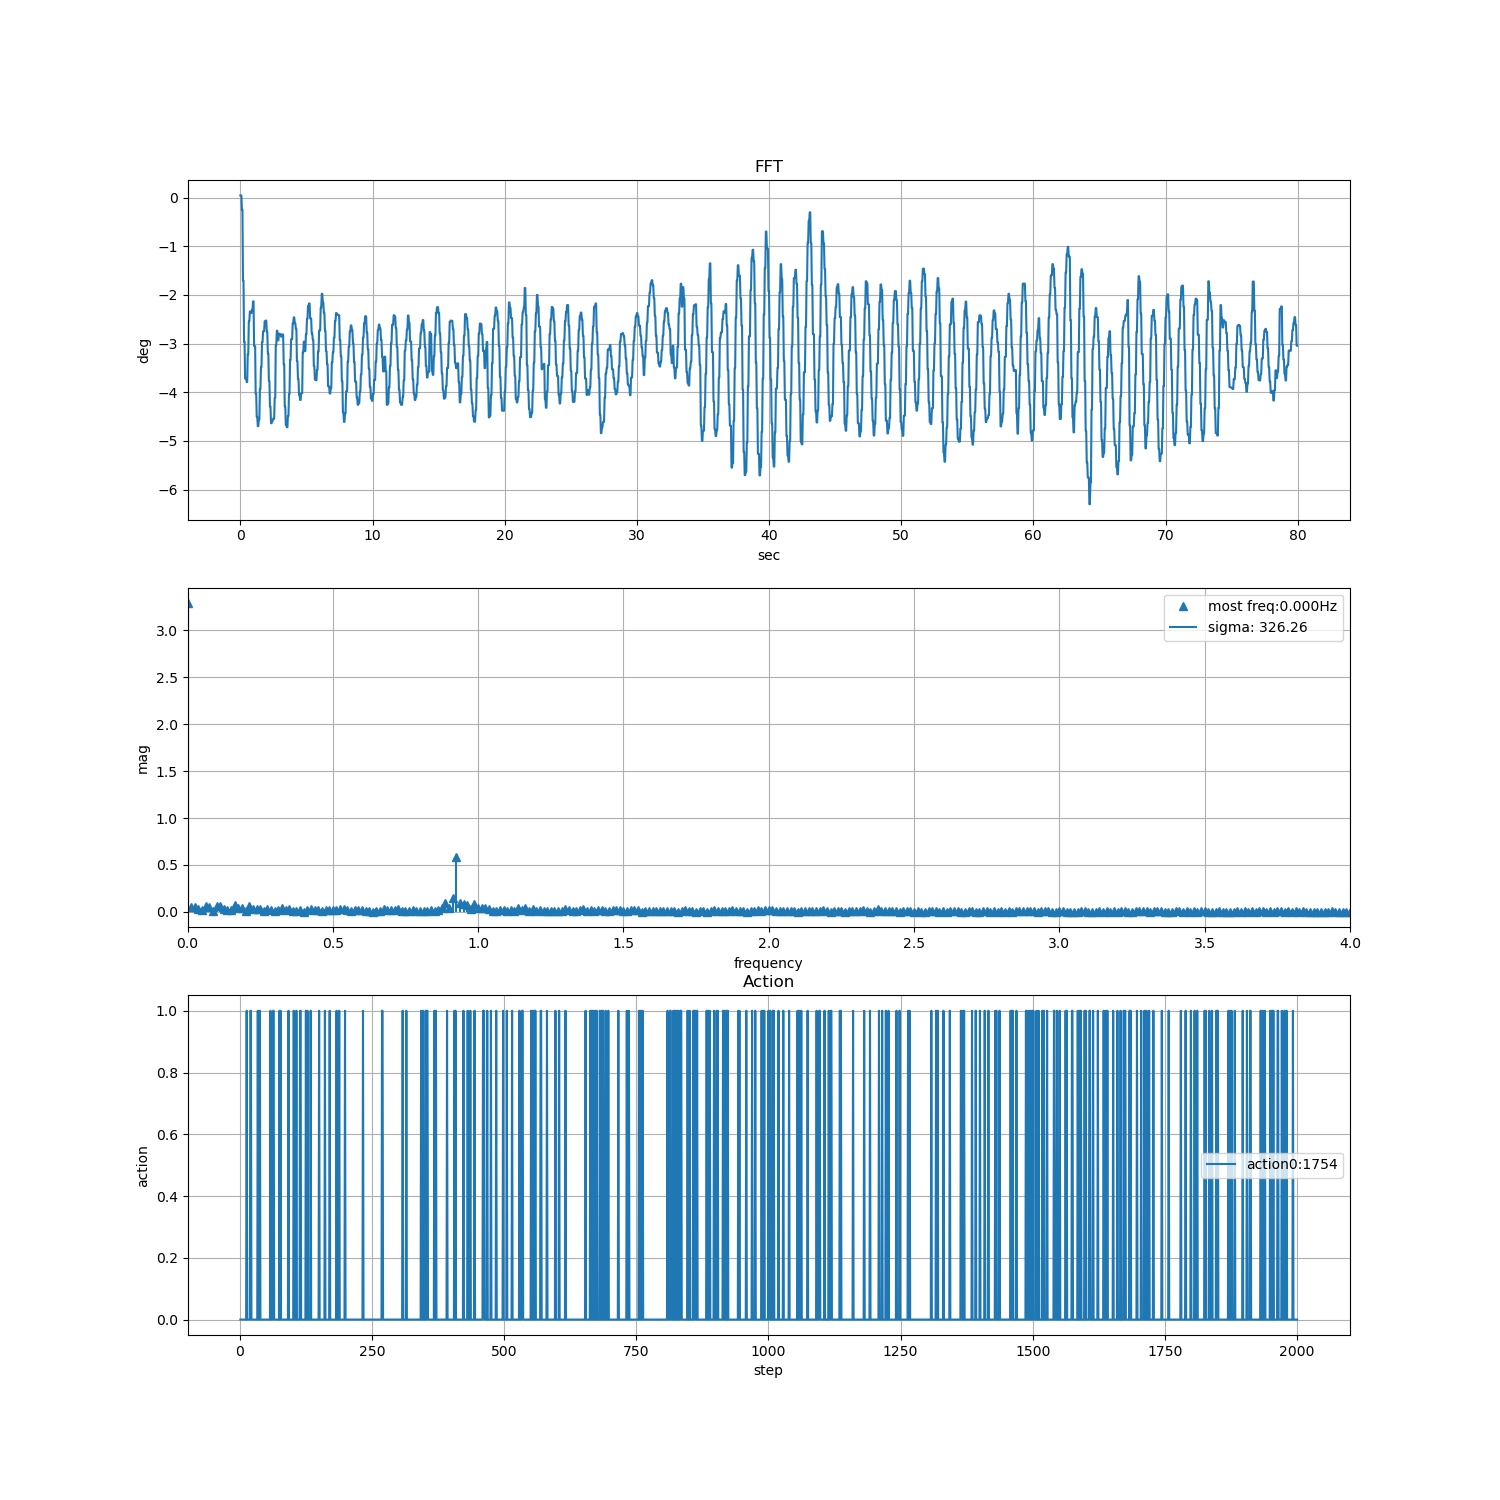 FFT
0
−1
−2
−3
−4
−5
−6
deg
0 10 20 30 40 50 60 70 80
sec
most freq:0.000Hz
sigma: 326.26
3.0
2.5
2.0
1.5
1.0
0.5
0.0
mag
0.0 0.5 1.0 1.5 2.0 2.5 3.0 3.5 4.0
frequency
Action
1.0
0.8
0.6
0.4
0.2
0.0
action
action0:1754
0 250 500 750 1000 1250 1500 1750 2000
step